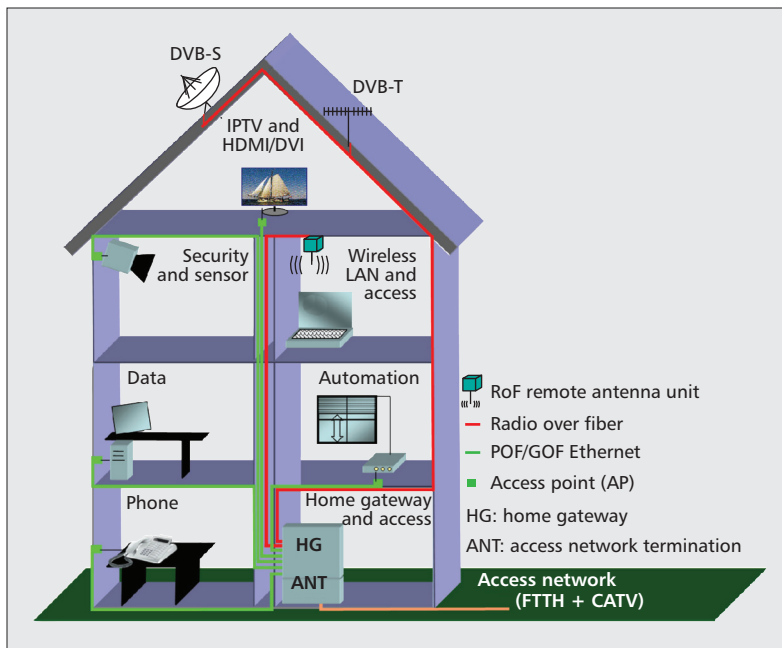 DVB-S
DVB-T
IPTV and
HDMI/DVI
Security
and sensor
Wireless
LAN and
access
Data
Automation
Phone
Home gateway
and access
HG
ANT
RoF remote antenna unit
Radio over fiber
POF/GOF Ethernet
Access point (AP)
HG: home gateway
ANT: access network termination
Access network
(FTTH + CATV)